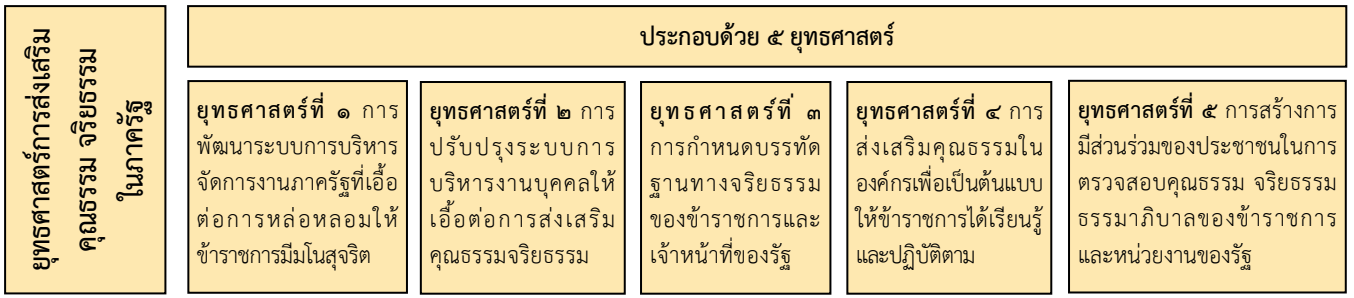 ยุทธศาสตร์การส่งเสริม
คุณธรรม จริยธรรม
ในภาครัฐ
ประกอบด้วย ๕ ยุทธศาสตร์
ยุทธศาสตร์ที่ ๑ การ
พัฒนาระบบการบริหาร
จัดการงานภาครัฐที่เอื้อ
ต่อการหล่อหลอมให้
ข้าราชการมีมโนสุจริต
ยุทธศาสตร์ที่ ๒ การ
ปรับปรุงระบบการ
บริหารงานบุคคลให้
เอื้อต่อการส่งเสริม
คุณธรรมจริยธรรม
ยุทธศาสตร์ที่ ๓
การกำหนดบรรทัด
ฐานทางจริยธรรม
ของข้าราชการและ
เจ้าหน้าที่ของรัฐ
ยุทธศาสตร์ที่ ๔ การ
ส่งเสริมคุณธรรมใน
องค์กรเพื่อเป็นต้นแบบ
ให้ข้าราชการได้เรียนรู้
และปฏิบัติตาม
ยุทธศาสตร์ที่ ๕ การสร้างการ
มีส่วนร่วมของประชาชนในการ
ตรวจสอบคุณธรรม จริยธรรม
ธรรมาภิบาลของข้าราชการ
และหน่วยงานของรัฐ